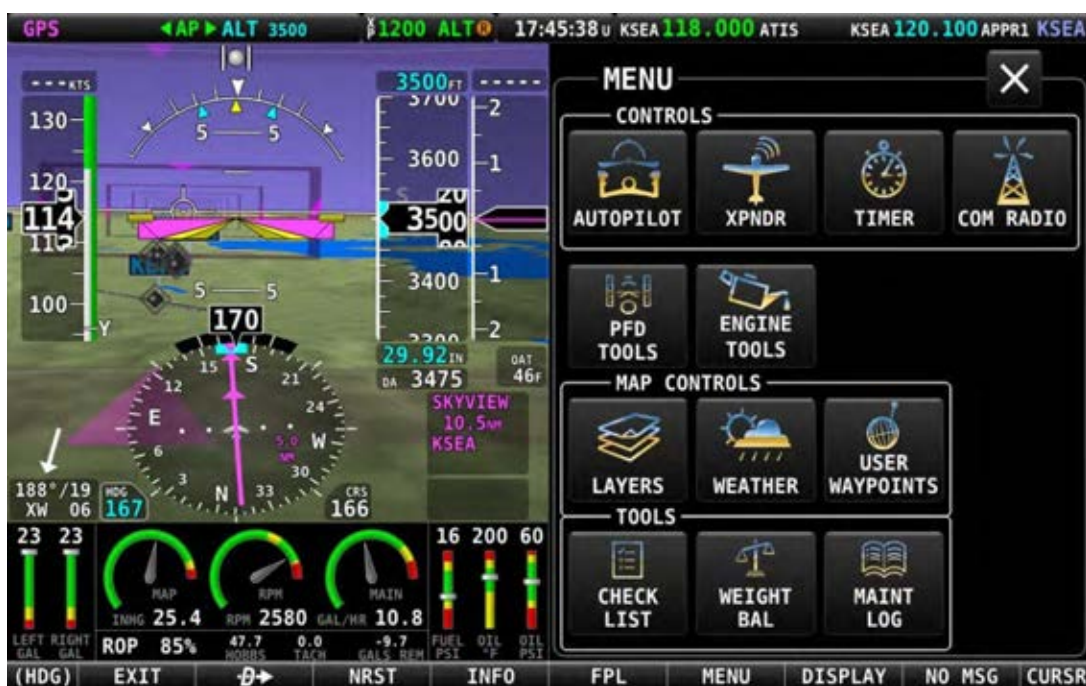 GPS AP ALT 3500 1200 ALT R 17:45:38 U KSEA 118.000 ATIS KSEA 120.100 APPR1 KSEA
---KTS
130
120
114
100
Y
5 5
5 5
3500FT
3600
20
3500
3400
-----
2
1
1
2
170
29.92IN
DA 3475
OAT
46F
SKYVIEW
10.5NM
KSEA
15 S 21
12 24
E W
6 30
3 N 33
5.0
NM
188°/19
XW 06
HDG
167
CRS
166
23 23
LEFT RIGHT
GAL GAL
MAP
INHG 25.4
RPM
RPM 2580
MAIN
GAL/HR 10.8
ROP 85%
47.7 0.0 -9.7
HOBBS TACH GALS REM
16 200 60
FUEL OIL OIL
PSI °F PSI
MENU
X
CONTROLS
AUTOPILOT XPNDR TIMER COM RADIO
PFD
TOOLS
ENGINE
TOOLS
MAP CONTROLS
LAYERS WEATHER
USER
WAYPOINTS
TOOLS
CHECK
LIST
WEIGHT
BAL
MAINT
LOG
(HDG) EXIT D NRST INFO FPL MENU DISPLAY NO MSG CURSR